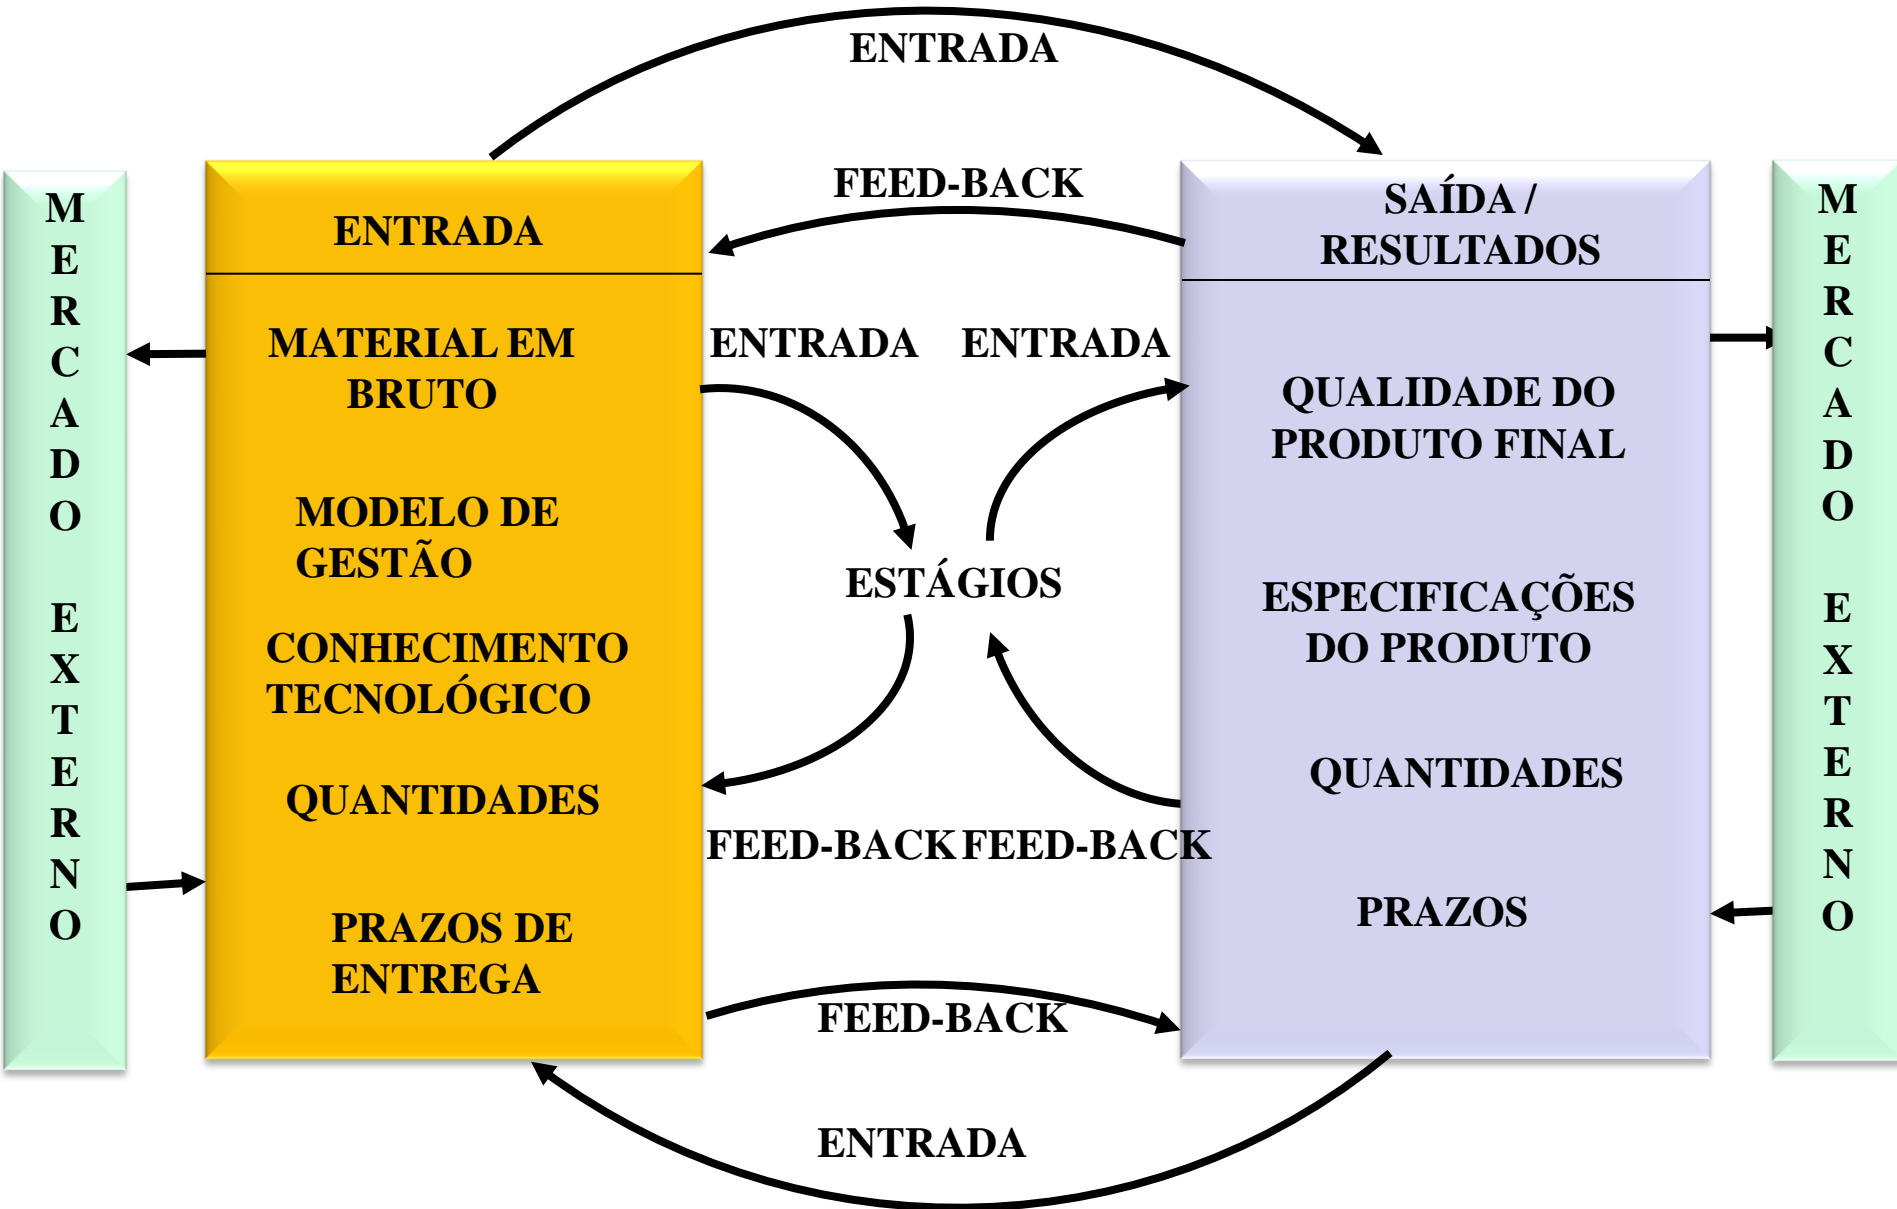 ENTRADA
M
E
R
C
A
D
O
E
X
T
E
R
N
O
ENTRADA
MATERIAL EM
BRUTO
MODELO DE
GESTÃO
CONHECIMENTO
TECNOLÓGICO
QUANTIDADES
PRAZOS DE
ENTREGA
FEED-BACK
ENTRADA
ENTRADA
ESTÁGIOS
FEED-BACK
FEED-BACK
FEED-BACK
ENTRADA
SAÍDA /
RESULTADOS
QUALIDADE DO
PRODUTO FINAL
ESPECIFICAÇÕES
DO PRODUTO
QUANTIDADES
PRAZOS
M
E
R
C
A
D
O
E
X
T
E
R
N
O